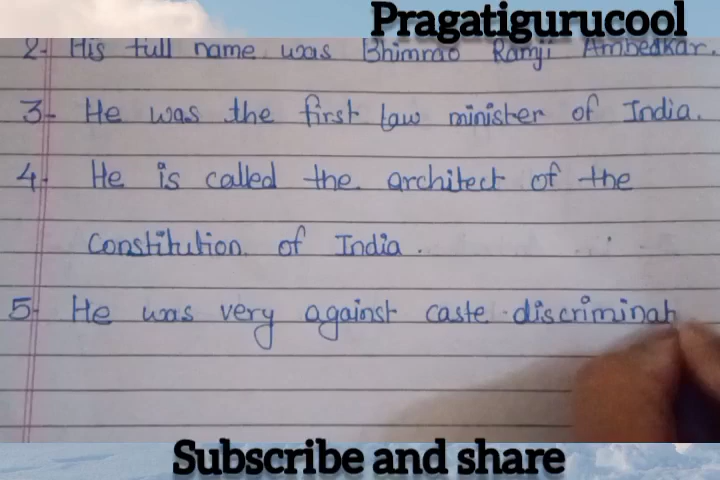 Pragatigurucool
2- His full name was Bhimrao Ramji Ambedkar.
3- He was the first law minister of India.
4- He is called the architect of the
Constitution of India.
5- He was very against caste discriminat
Subscribe and share